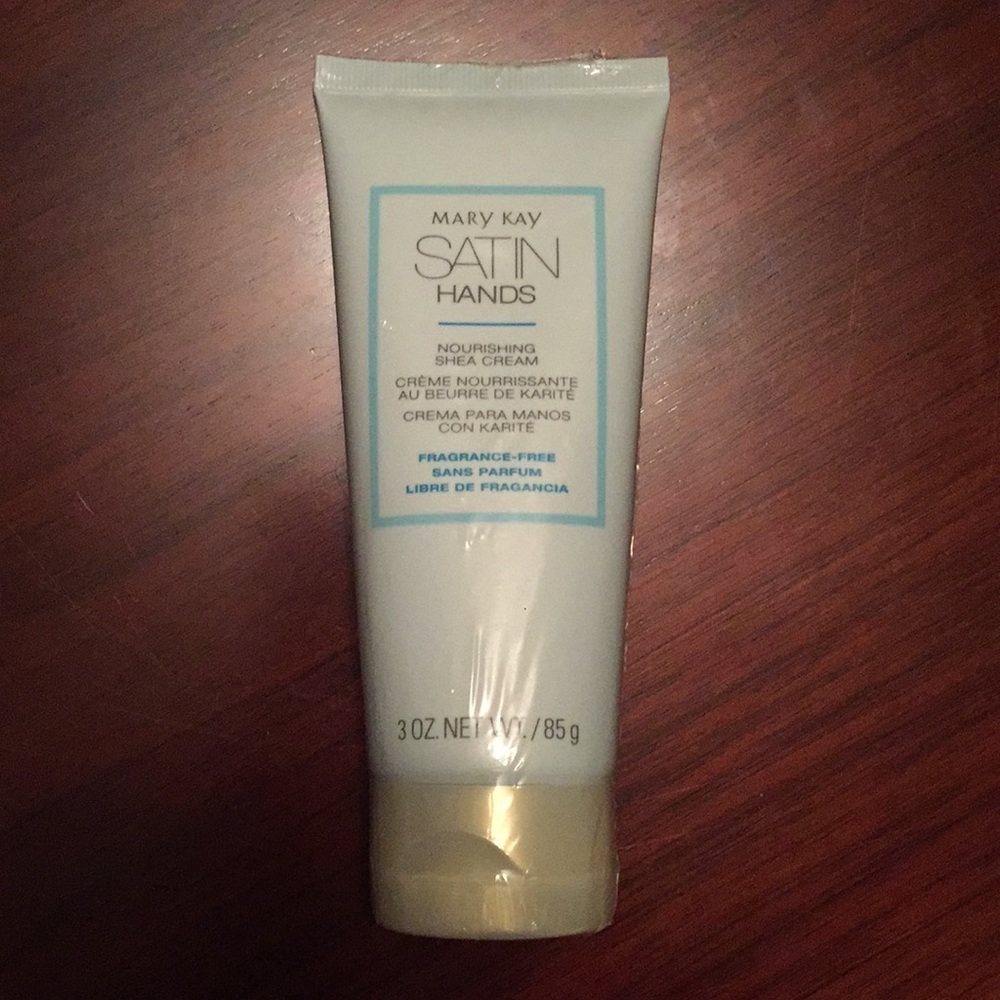 MARY KAY
SATIN
HANDS
NOURISHING
SHEA CREAM
CRÈME NOURRISSANTE
AU BEURRE DE KARITÉ
CREMA PARA MANOS
CON KARITÉ
FRAGRANCE-FREE
SANS PARFUM
LIBRE DE FRAGANCIA
3 OZ. NET WT. / 85 g